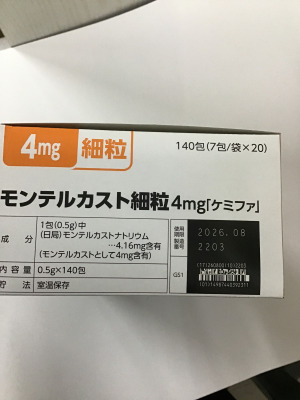 4mg 細粒
140包(7包/袋×20)
モンテルカスト細粒4mg「ケミファ」
成分
1包(0.5g)中
(日局)モンテルカストナトリウム
…4.16mg含有
(モンテルカストとして4mg含有)
内容量 0.5g×140包
貯法 室温保存
使用期限 2026.08
製造番号 2203
GS1
(17)260800(10)2203